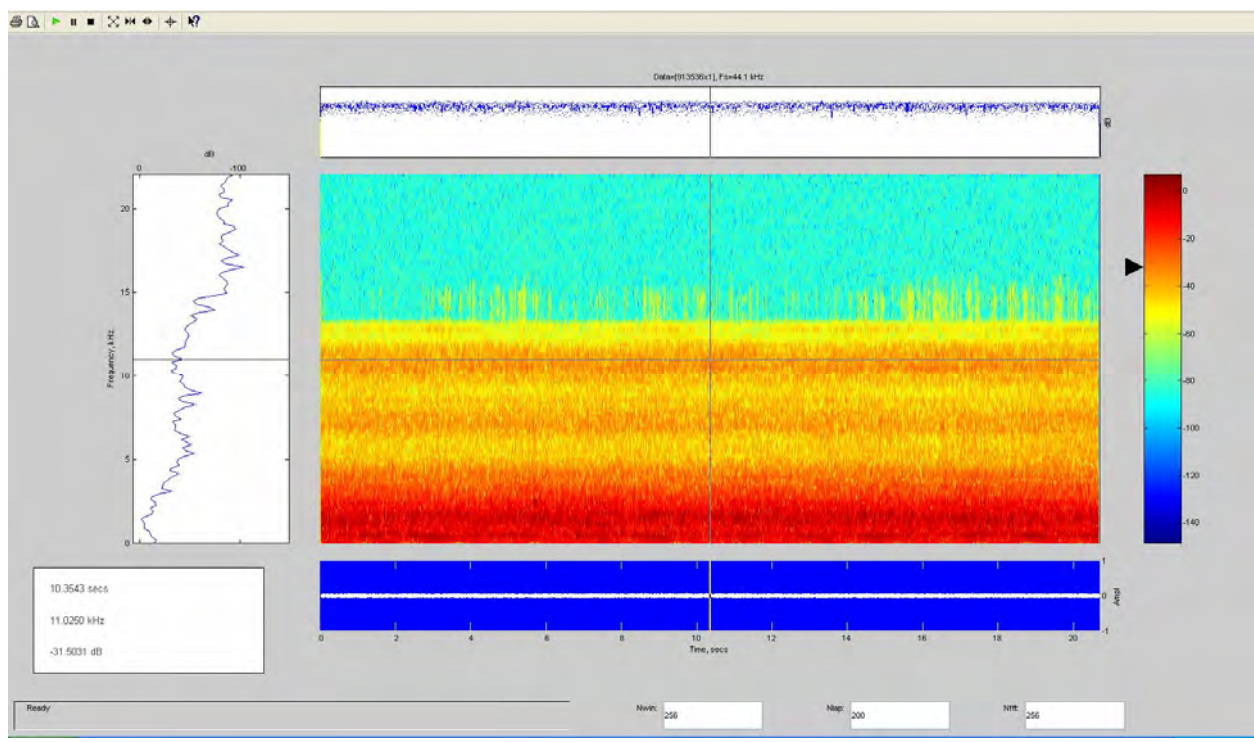 Data=[913536x1], Fs=44.1 kHz
dB
dB
0 -100
20
15
10
5
0
Frequency, kHz
0
-20
-40
-60
-80
-100
-120
-140
1
0
-1
Ampl
0 2 4 6 8 10 12 14 16 18 20
Time, secs
10.3543 secs
11.0250 kHz
-31.5031 dB
Ready
Nwin: 256
Nlap: 200
Nfft: 256